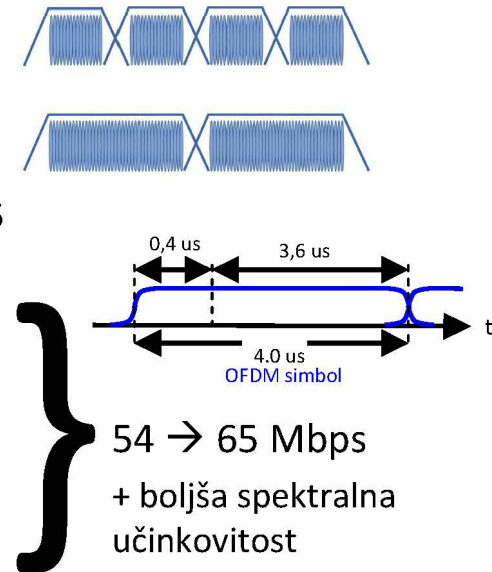 0,4 us
3,6 us
t
4.0 us
OFDM simbol
54 → 65 Mbps
+ boljša spektralna
učinkovitost